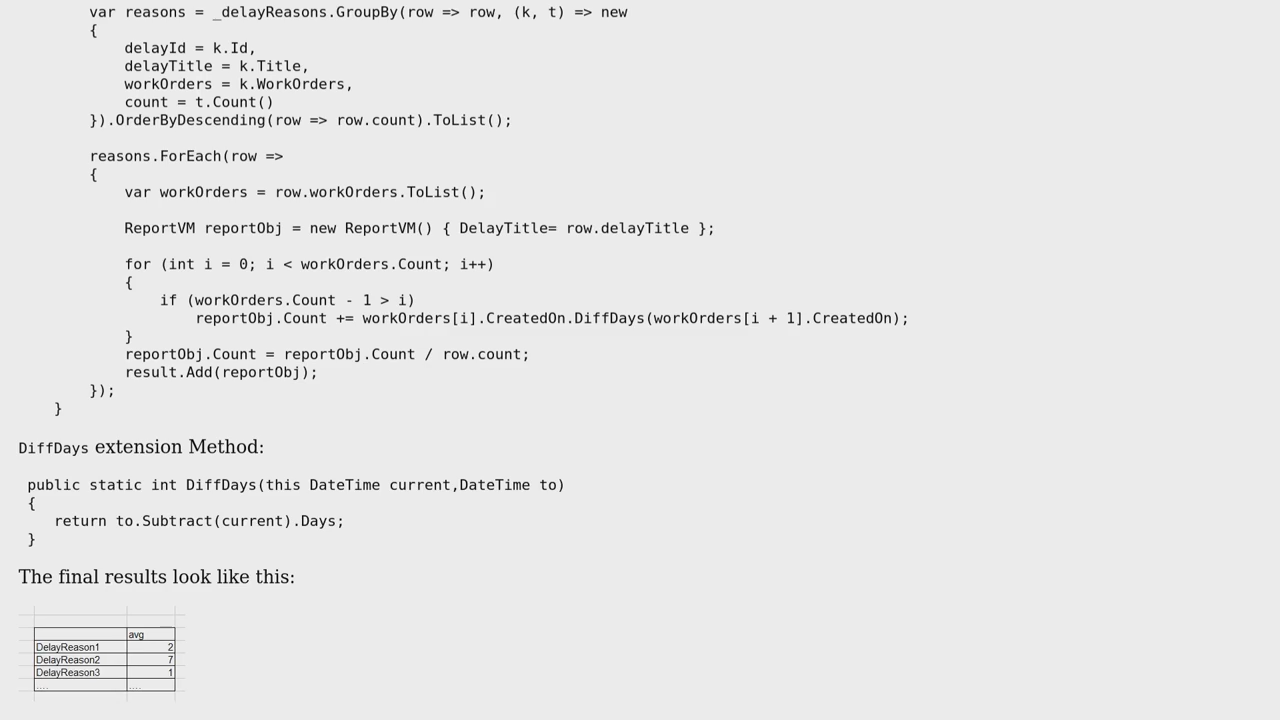 var reasons = _delayReasons.GroupBy(row => row, (k, t) => new
{
    delayId = k.Id,
    delayTitle = k.Title,
    workOrders = k.WorkOrders,
    count = t.Count()
}).OrderByDescending(row => row.count).ToList();
reasons.ForEach(row =>
{
    var workOrders = row.workOrders.ToList();
    ReportVM reportObj = new ReportVM() { DelayTitle= row.delayTitle };
    for (int i = 0; i < workOrders.Count; i++)
    {
        if (workOrders.Count - 1 > i)
            reportObj.Count += workOrders[i].CreatedOn.DiffDays(workOrders[i + 1].CreatedOn);
    }
    reportObj.Count = reportObj.Count / row.count;
    result.Add(reportObj);
});
}
DiffDays extension Method:
public static int DiffDays(this DateTime current,DateTime to)
{
   return to.Subtract(current).Days;
}
The final results look like this:
avg
DelayReason1 2
DelayReason2 7
DelayReason3 1
.... ....